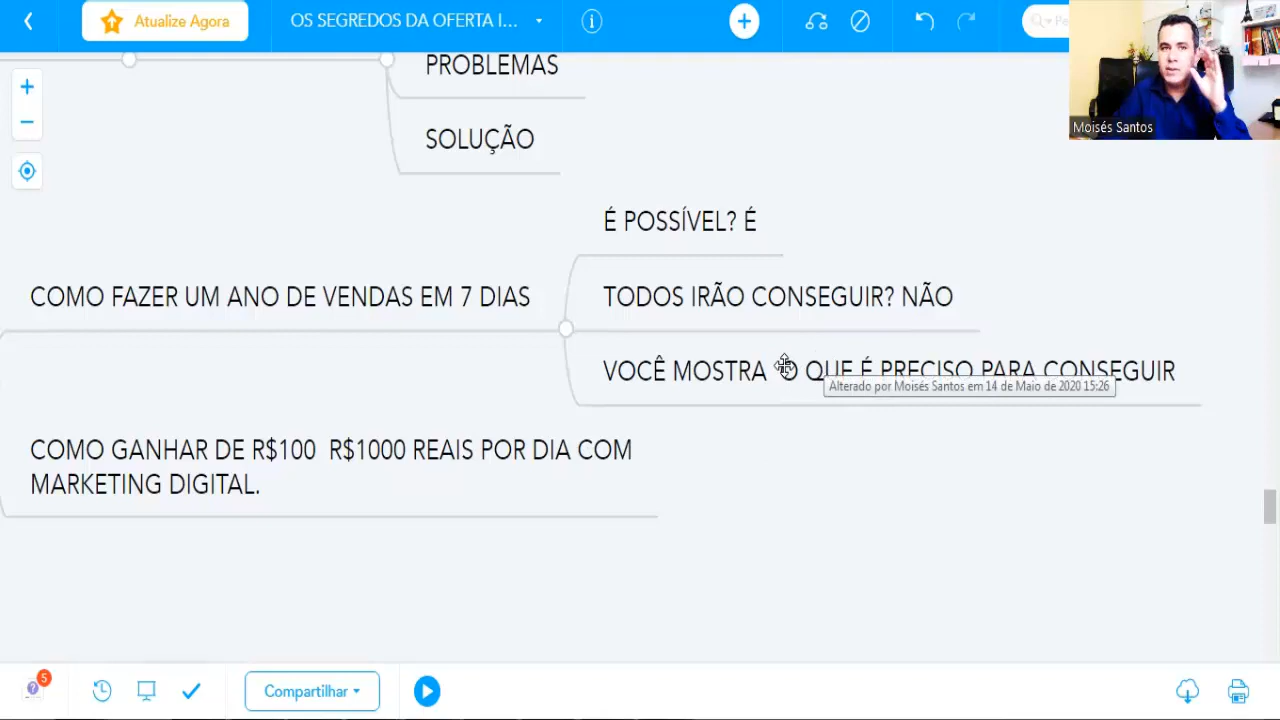 Atualize Agora
OS SEGREDOS DA OFERTA I...
Pe
Moisés Santos
PROBLEMAS
SOLUÇÃO
É POSSÍVEL? É
COMO FAZER UM ANO DE VENDAS EM 7 DIAS
TODOS IRÃO CONSEGUIR? NÃO
VOCÊ MOSTRA O QUE É PRECISO PARA CONSEGUIR
Alterado por Moisés Santos em 14 de Maio de 2020 15:26
COMO GANHAR DE R$100 R$1000 REAIS POR DIA COM
MARKETING DIGITAL.
5
Compartilhar